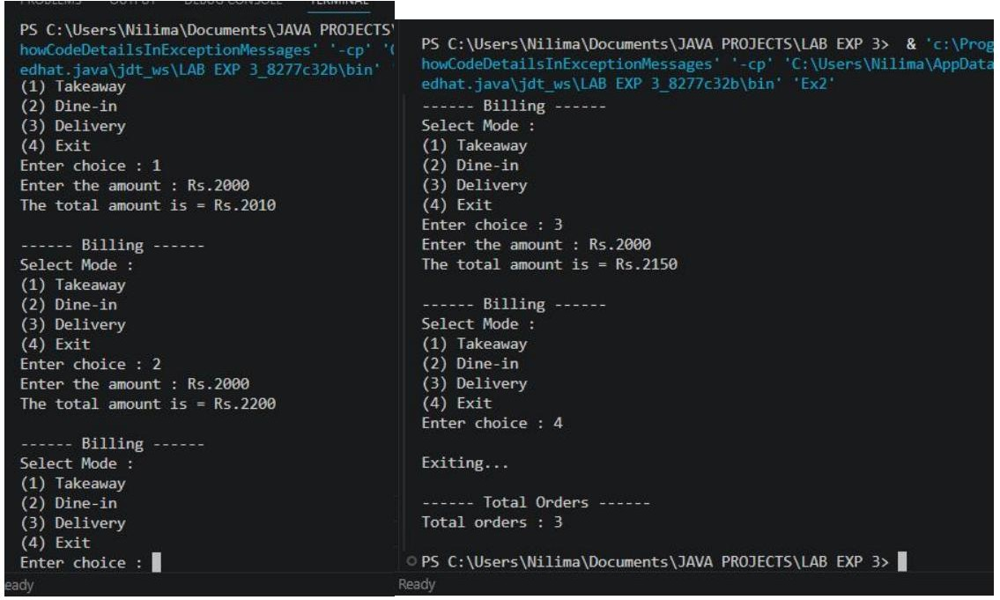 PROBLEMS OUTPUT DEBUG CONSOLE TERMINAL
PS C:\Users\Nilima\Documents\JAVA PROJECTS\
howCodeDetailsInExceptionMessages' '-cp' '
edhat.java\jdt_ws\LAB EXP 3_8277c32b\bin' '
(1) Takeaway
(2) Dine-in
(3) Delivery
(4) Exit
Enter choice : 1
Enter the amount : Rs.2000
The total amount is = Rs.2010
------ Billing ------
Select Mode :
(1) Takeaway
(2) Dine-in
(3) Delivery
(4) Exit
Enter choice : 2
Enter the amount : Rs.2000
The total amount is = Rs.2200
------ Billing ------
Select Mode :
(1) Takeaway
(2) Dine-in
(3) Delivery
(4) Exit
Enter choice :
eady
PS C:\Users\Nilima\Documents\JAVA PROJECTS\LAB EXP 3> & 'c:\Prog
howCodeDetailsInExceptionMessages' '-cp' 'C:\Users\Nilima\AppData
edhat.java\jdt_ws\LAB EXP 3_8277c32b\bin' 'Ex2'
------ Billing ------
Select Mode :
(1) Takeaway
(2) Dine-in
(3) Delivery
(4) Exit
Enter choice : 3
Enter the amount : Rs.2000
The total amount is = Rs.2150
------ Billing ------
Select Mode :
(1) Takeaway
(2) Dine-in
(3) Delivery
(4) Exit
Enter choice : 4
Exiting...
------ Total Orders ------
Total orders : 3
PS C:\Users\Nilima\Documents\JAVA PROJECTS\LAB EXP 3>
Ready